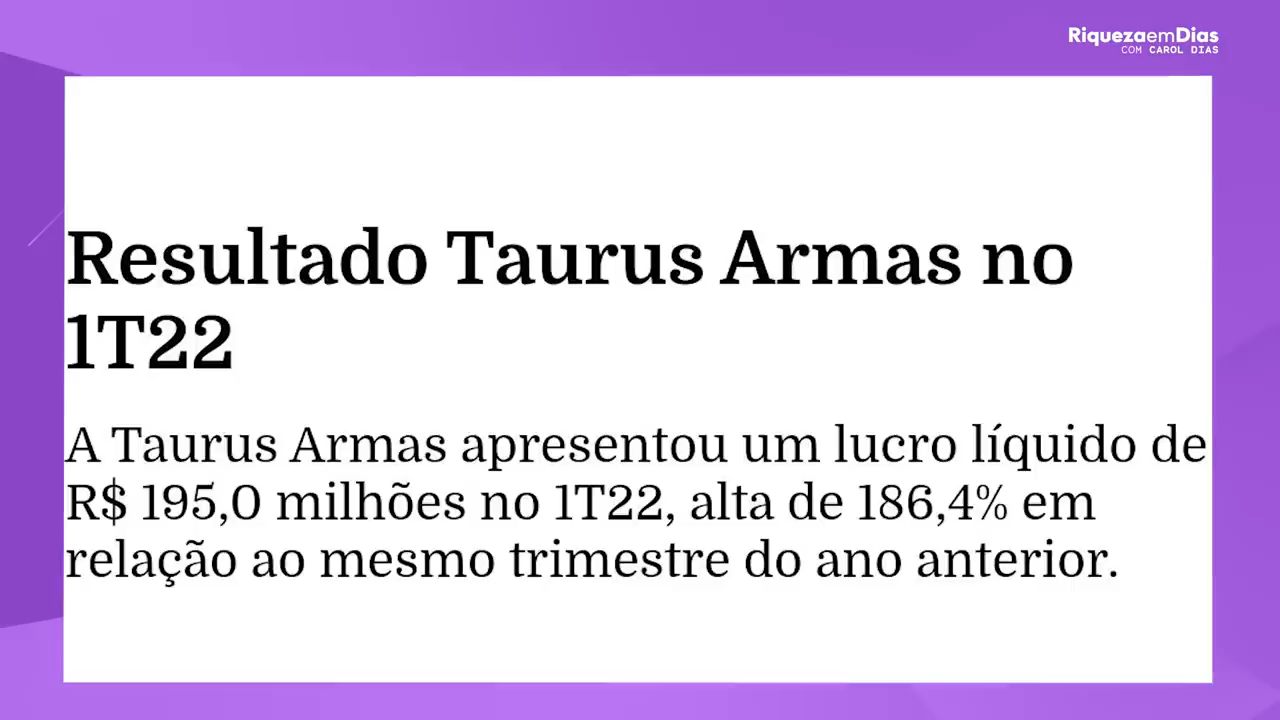 RiquezaemDias
COM CAROL DIAS
Resultado Taurus Armas no
1T22
A Taurus Armas apresentou um lucro líquido de
R$ 195,0 milhões no 1T22, alta de 186,4% em
relação ao mesmo trimestre do ano anterior.